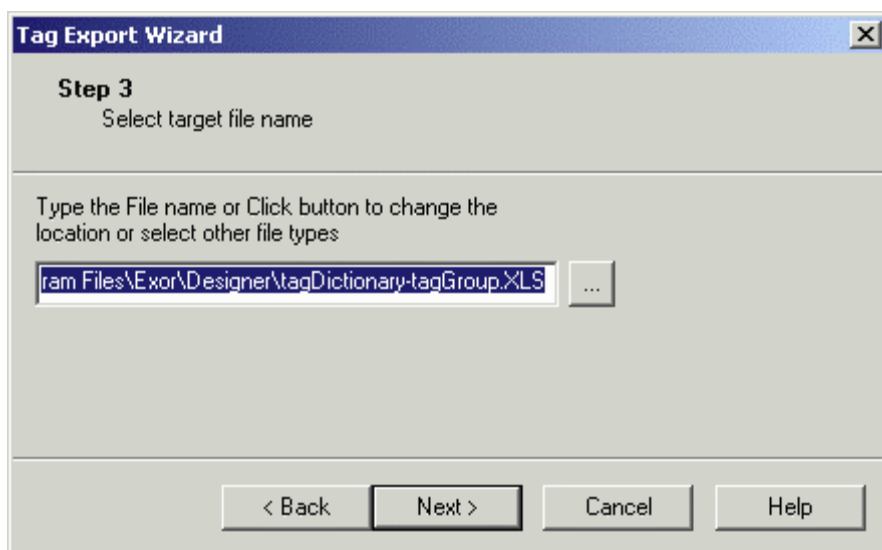 Tag Export Wizard
Step 3
Select target file name
Type the File name or Click button to change the
location or select other file types
ram Files\Exor\Designer\tagDictionary-tagGroup.XLS
...
< Back
Next >
Cancel
Help